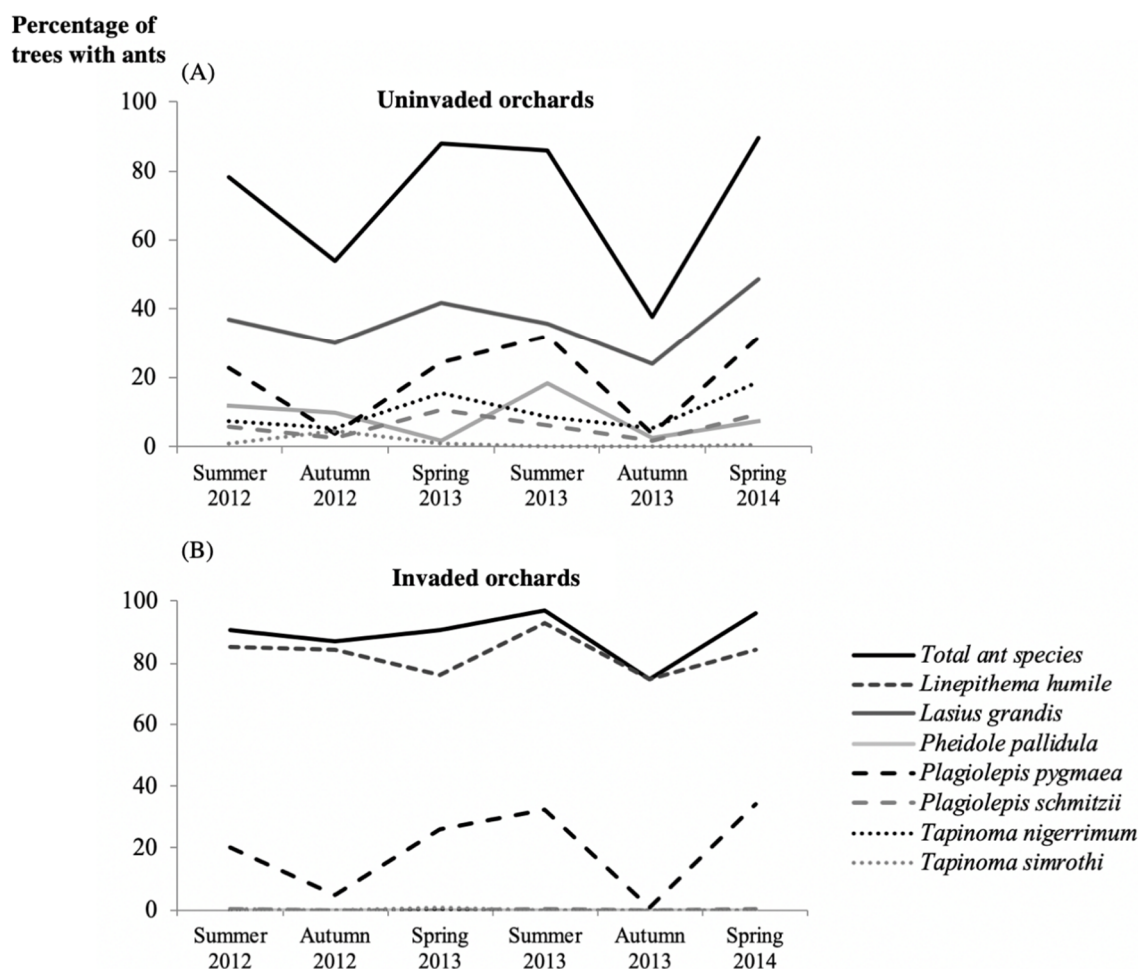 Percentage of
trees with ants
(A)
Uninvaded orchards
100
80
60
40
20
0
Summer Autumn Spring Summer Autumn Spring
2012 2012 2013 2013 2013 2014
(B)
Invaded orchards
100
80
60
40
20
0
Summer Autumn Spring Summer Autumn Spring
2012 2012 2013 2013 2013 2014
Total ant species
Linepithema humile
Lasius grandis
Pheidole pallidula
Plagiolepis pygmaea
Plagiolepis schmitzii
Tapinoma nigerrimum
Tapinoma simrothi